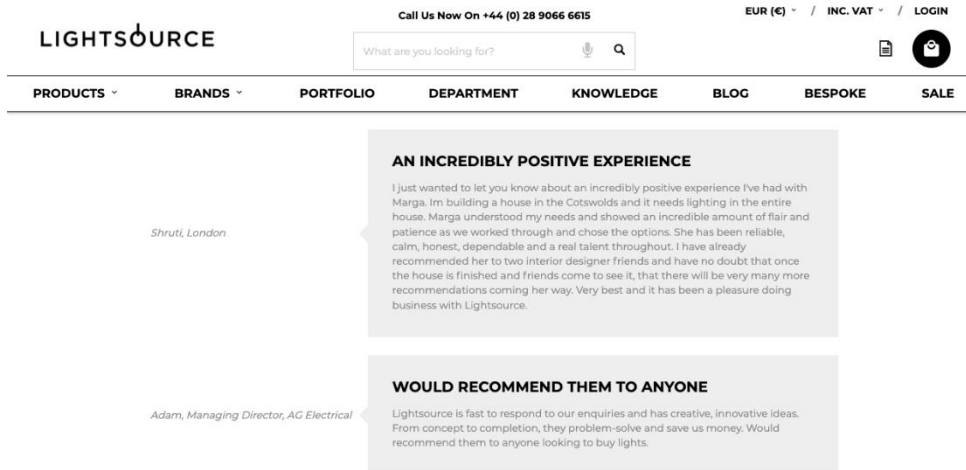 Call Us Now On +44 (0) 28 9066 6615
EUR (€) / INC. VAT / LOGIN
LIGHTSOURCE
What are you looking for?
PRODUCTS BRANDS PORTFOLIO DEPARTMENT KNOWLEDGE BLOG BESPOKE SALE
AN INCREDIBLY POSITIVE EXPERIENCE
I just wanted to let you know about an incredibly positive experience I've had with
Marga. Im building a house in the Cotswolds and it needs lighting in the entire
house. Marga understood my needs and showed an incredible amount of flair and
patience as we worked through and chose the options. She has been reliable,
calm, honest, dependable and a real talent throughout. I have already
recommended her to two interior designer friends and have no doubt that once
the house is finished and friends come to see it, that there will be very many more
recommendations coming her way. Very best and it has been a pleasure doing
business with Lightsource.
Shruti, London
WOULD RECOMMEND THEM TO ANYONE
Lightsource is fast to respond to our enquiries and has creative, innovative ideas.
From concept to completion, they problem-solve and save us money. Would
recommend them to anyone looking to buy lights.
Adam, Managing Director, AG Electrical